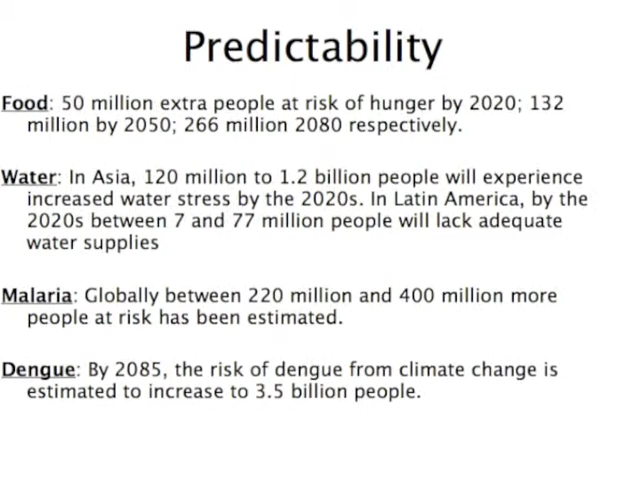 Predictability
Food: 50 million extra people at risk of hunger by 2020; 132
million by 2050; 266 million 2080 respectively.
Water: In Asia, 120 million to 1.2 billion people will experience
increased water stress by the 2020s. In Latin America, by the
2020s between 7 and 77 million people will lack adequate
water supplies
Malaria: Globally between 220 million and 400 million more
people at risk has been estimated.
Dengue: By 2085, the risk of dengue from climate change is
estimated to increase to 3.5 billion people.